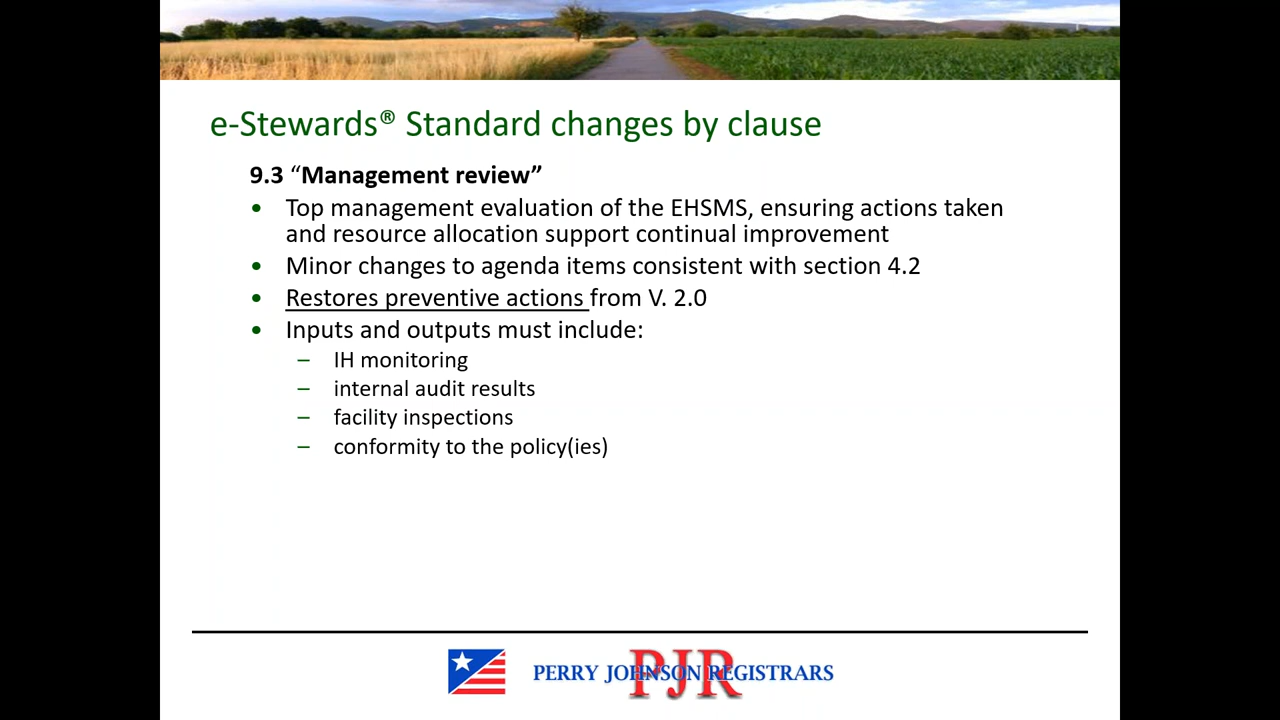 e-Stewards® Standard changes by clause
9.3 “Management review”
• Top management evaluation of the EHSMS, ensuring actions taken
and resource allocation support continual improvement
• Minor changes to agenda items consistent with section 4.2
• Restores preventive actions from V. 2.0
• Inputs and outputs must include:
– IH monitoring
– internal audit results
– facility inspections
– conformity to the policy(ies)
PJR
PERRY JOHNSON REGISTRARS